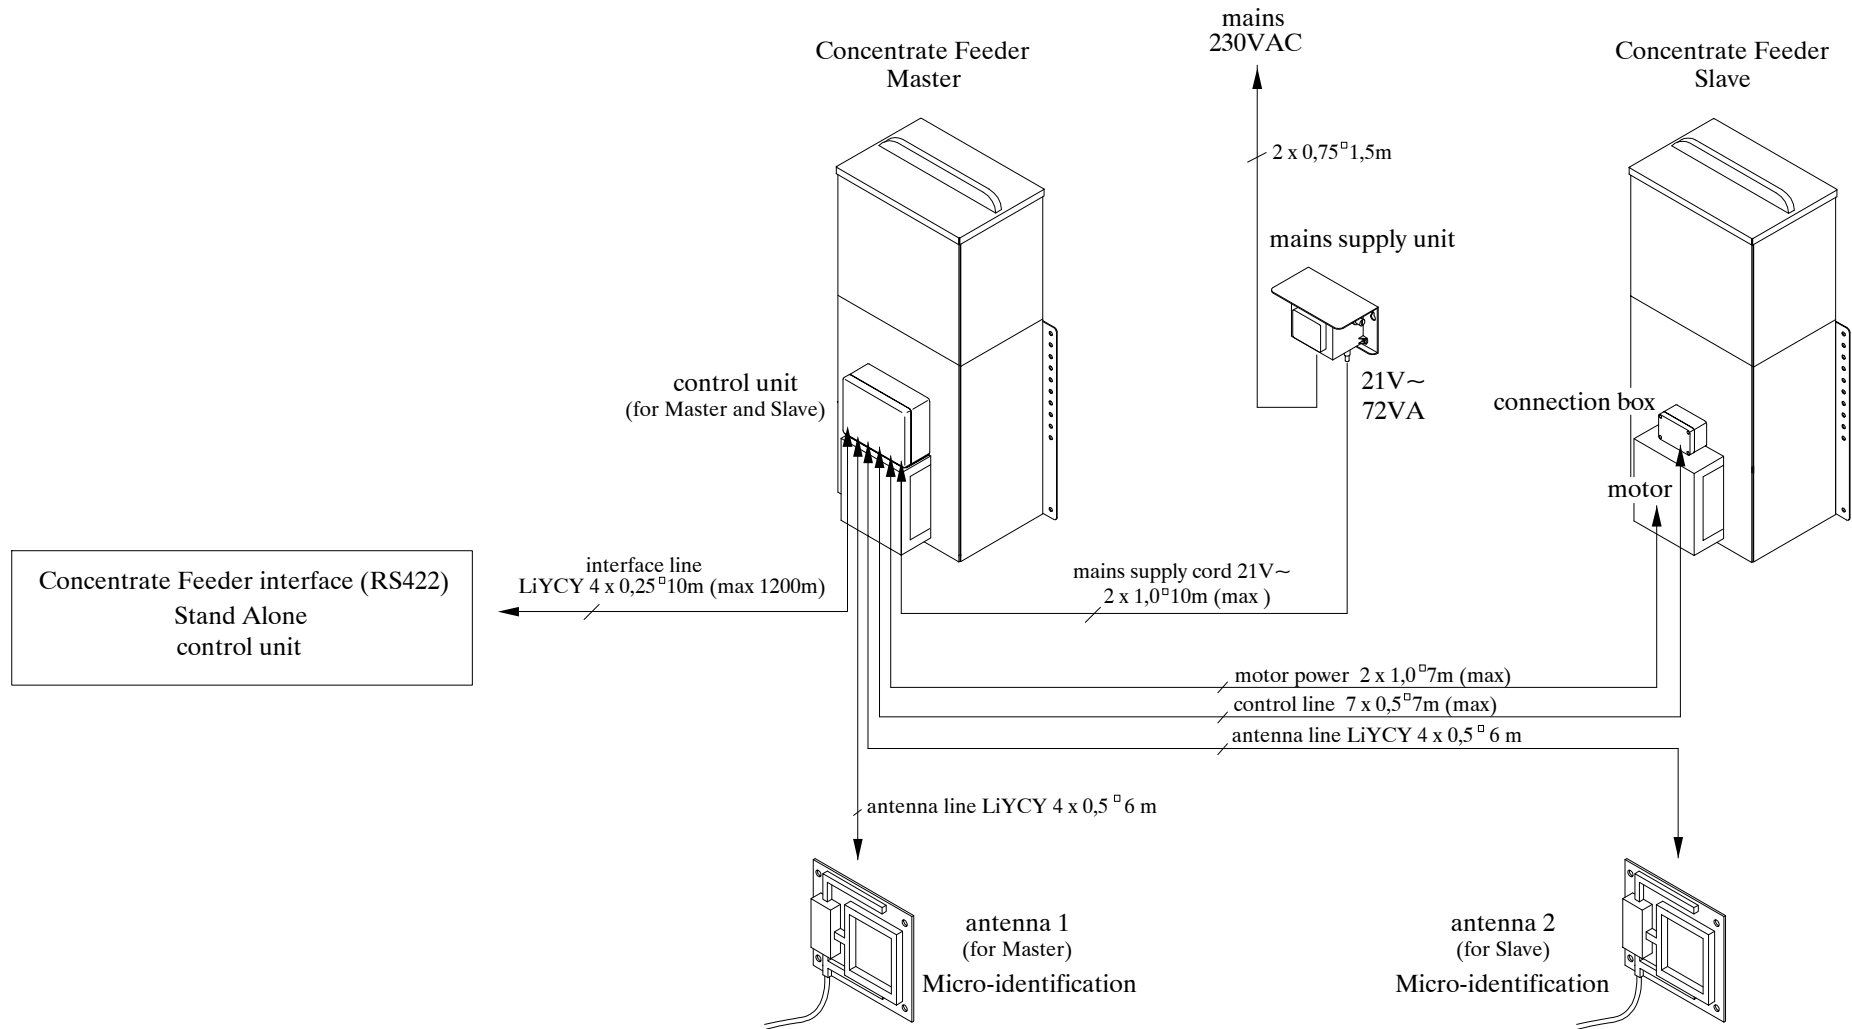 mains
230VAC
Concentrate Feeder
Master
Concentrate Feeder
Slave
2 x 0,75▫1,5m
mains supply unit
21V~
72VA
control unit
(for Master and Slave)
connection box
motor
Concentrate Feeder interface (RS422)
Stand Alone
control unit
interface line
LiYCY 4 x 0,25▫10m (max 1200m)
mains supply cord 21V~
2 x 1,0▫10m (max )
motor power 2 x 1,0▫7m (max)
control line 7 x 0,5▫7m (max)
antenna line LiYCY 4 x 0,5▫ 6 m
antenna line LiYCY 4 x 0,5 ▫ 6 m
antenna 1
(for Master)
Micro-identification
antenna 2
(for Slave)
Micro-identification